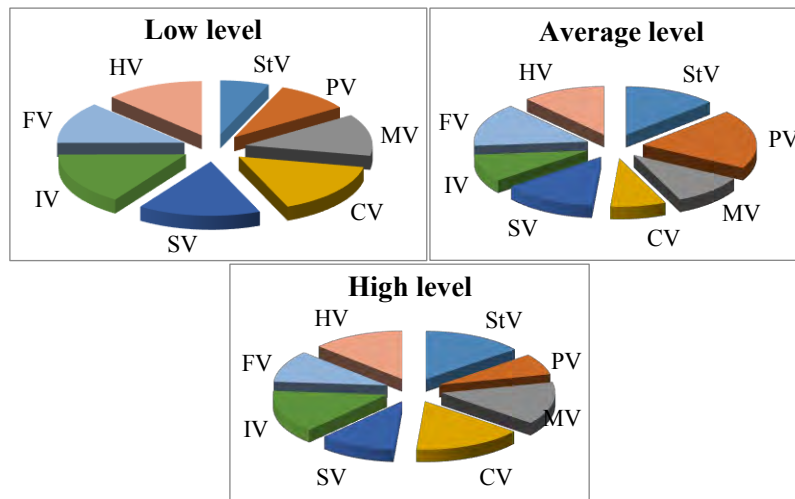 Low level
HV
StV
PV
FV
MV
IV
CV
SV
Average level
HV
StV
FV
PV
IV
MV
SV
CV
High level
HV
StV
FV
PV
MV
IV
SV
CV